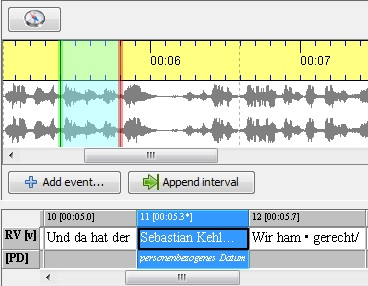 00:06 00:07
Add event... Append interval
10 [00:05.0] 11 [00:05.3*] 12 [00:05.7]
RV [v] Und da hat der Sebastian Kehl... Wir ham • gerecht/
[PD] personenbezogenes Datum